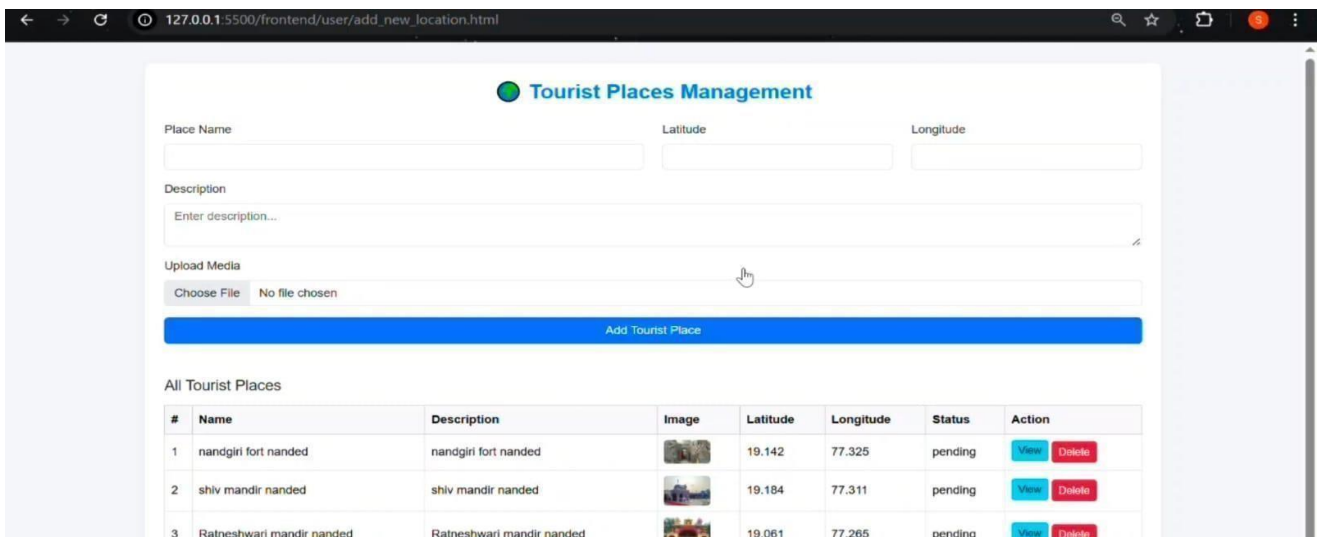 127.0.0.1:5500/frontend/user/add_new_location.html
S
Tourist Places Management
Place Name Latitude Longitude
Description
Enter description...
Upload Media
Choose File No file chosen
Add Tourist Place
All Tourist Places
# Name Description Image Latitude Longitude Status Action
1 nandgiri fort nanded nandgiri fort nanded 19.142 77.325 pending View Delete
2 shiv mandir nanded shiv mandir nanded 19.184 77.311 pending View Delete
3 Ratneshwari mandir nanded Ratneshwari mandir nanded 19.061 77.265 pending View Delete